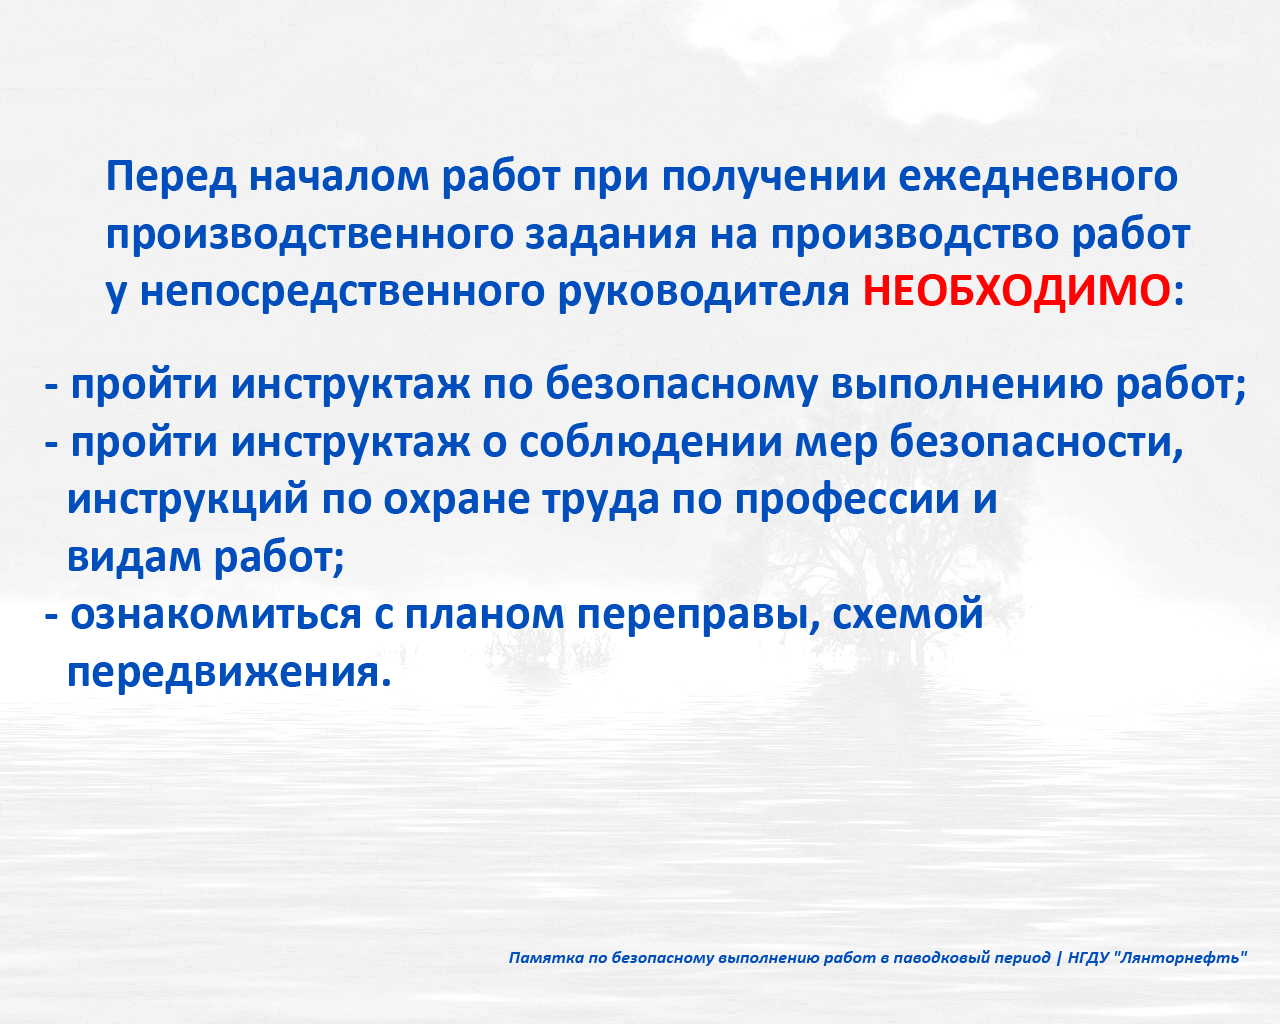 Перед началом работ при получении ежедневного
производственного задания на производство работ
у непосредственного руководителя НЕОБХОДИМО:
- пройти инструктаж по безопасному выполнению работ;
- пройти инструктаж о соблюдении мер безопасности,
инструкций по охране труда по профессии и
видам работ;
- ознакомиться с планом переправы, схемой
передвижения.
Памятка по безопасному выполнению работ в паводковый период | НГДУ "Лянторнефть"